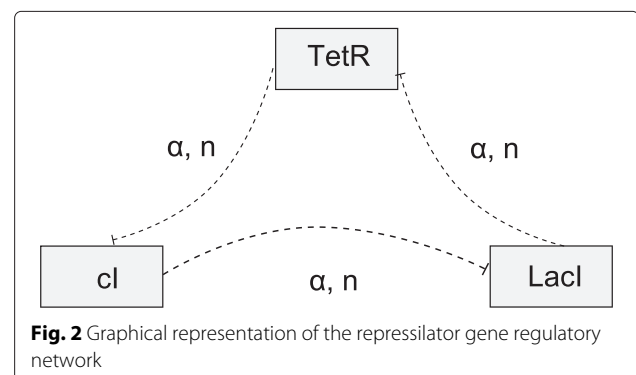 TetR
α, n
α, n
cI
α, n
LacI
Fig. 2 Graphical representation of the repressilator gene regulatory
network